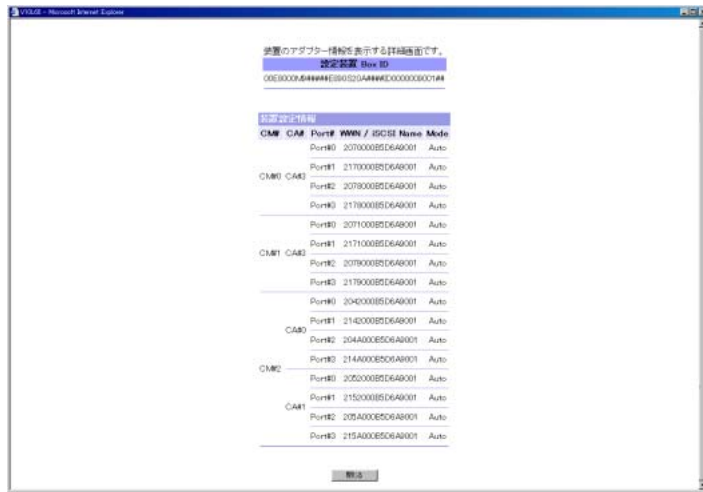 V10L60 - Microsoft Internet Explorer
装置のアダプター情報を表示する詳細画面です。
設定装置 Box ID
装置設定情報
CM# CA# Port# WWN / iSCSI Name Mode
Port#0 2070000B5D6A9001 Auto
CM#0 CA#3 Port#1 2170000B5D6A9001 Auto
Port#2 2078000B5D6A9001 Auto
Port#3 2178000B5D6A9001 Auto
Port#0 2071000B5D6A9001 Auto
CM#1 CA#3 Port#1 2171000B5D6A9001 Auto
Port#2 2079000B5D6A9001 Auto
Port#3 2179000B5D6A9001 Auto
Port#0 2042000B5D6A9001 Auto
CA#0 Port#1 2142000B5D6A9001 Auto
Port#2 204A000B5D6A9001 Auto
Port#3 214A000B5D6A9001 Auto
CM#2
Port#0 2052000B5D6A9001 Auto
CA#1 Port#1 2152000B5D6A9001 Auto
Port#2 205A000B5D6A9001 Auto
Port#3 215A000B5D6A9001 Auto
閉じる